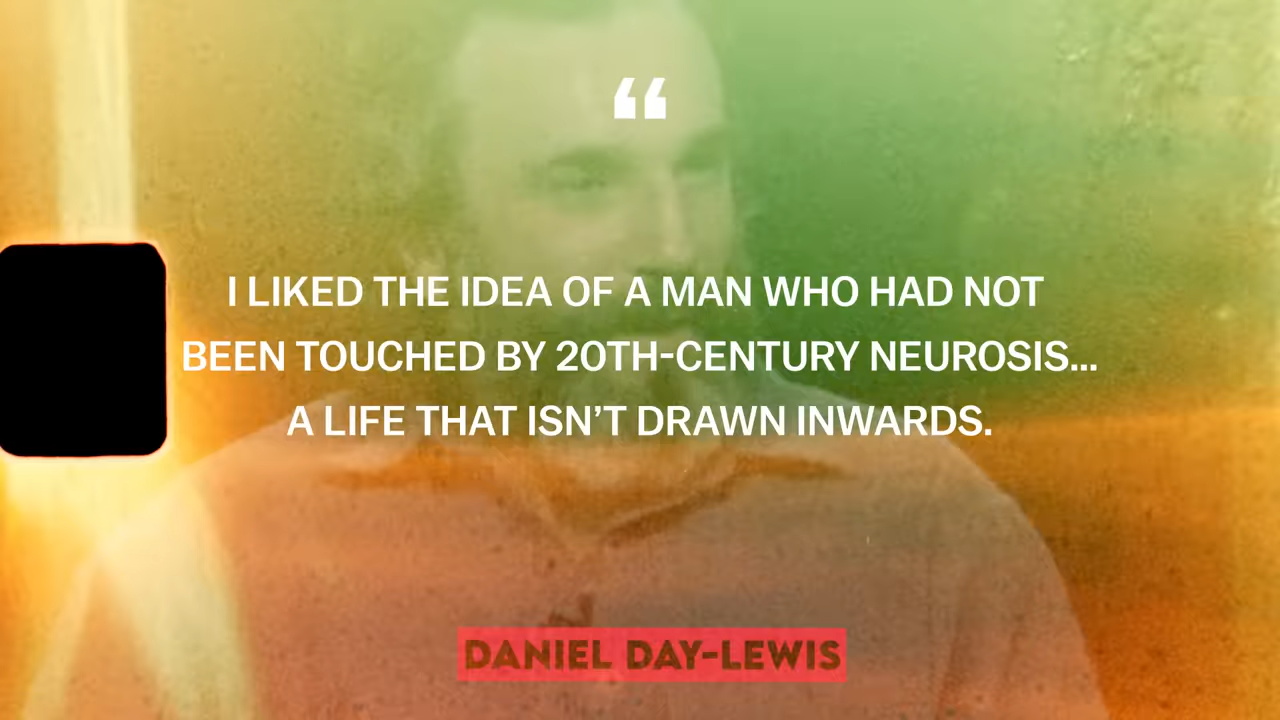 “
I LIKED THE IDEA OF A MAN WHO HAD NOT
BEEN TOUCHED BY 20TH-CENTURY NEUROSIS...
A LIFE THAT ISN’T DRAWN INWARDS.
DANIEL DAY-LEWIS